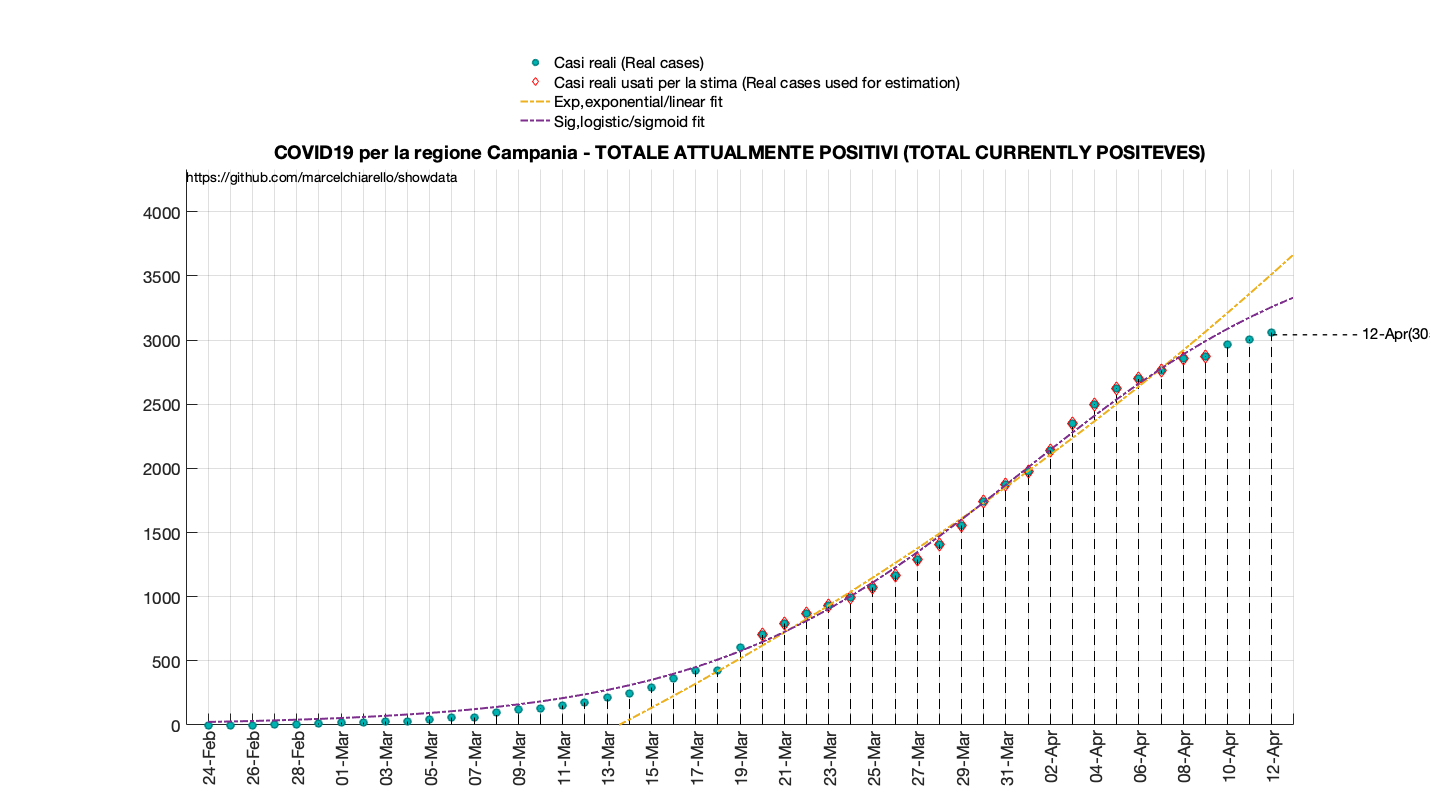 Casi reali (Real cases)
Casi reali usati per la stima (Real cases used for estimation)
Exp,exponential/linear fit
Sig,logistic/sigmoid fit
COVID19 per la regione Campania - TOTALE ATTUALMENTE POSITIVI (TOTAL CURRENTLY POSITEVES)
https://github.com/marcelchiarello/showdata
4000
3500
3000
2500
2000
1500
1000
500
0
12-Apr(30
24-Feb
26-Feb
28-Feb
01-Mar
03-Mar
05-Mar
07-Mar
09-Mar
11-Mar
13-Mar
15-Mar
17-Mar
19-Mar
21-Mar
23-Mar
25-Mar
27-Mar
29-Mar
31-Mar
02-Apr
04-Apr
06-Apr
08-Apr
10-Apr
12-Apr